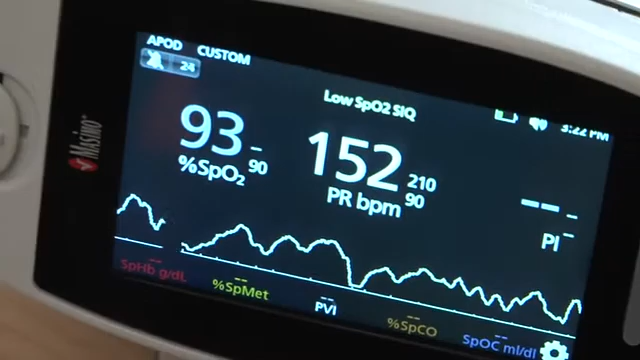 APOD CUSTOM
24
Low SpO2 SIQ
3:22 PM
Masimo
93 –
%SpO2 90
152 210
PR bpm 90
--- –
PI –
-- -- -- -- --
SpHb g/dL %SpMet PVI %SpCO SpOC ml/dl